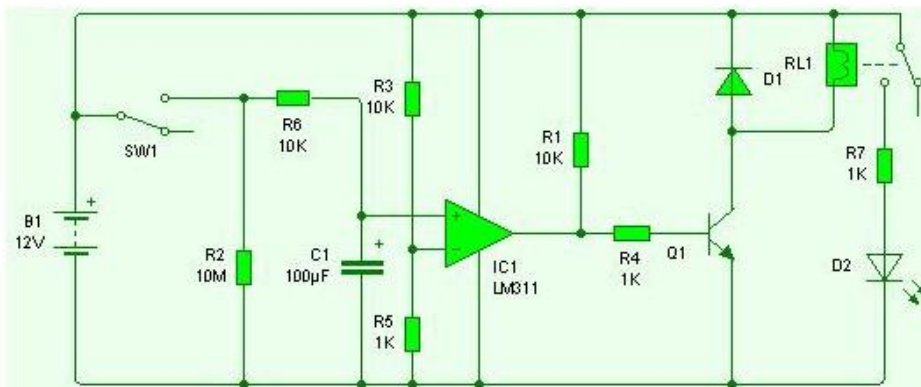 R3
10K
D1
RL1
R6
10K
SW1
R1
10K
R7
1K
B1
12V
+
R2
10M
C1
100µF
+
+
−
IC1
LM311
R4
1K
Q1
D2
R5
1K